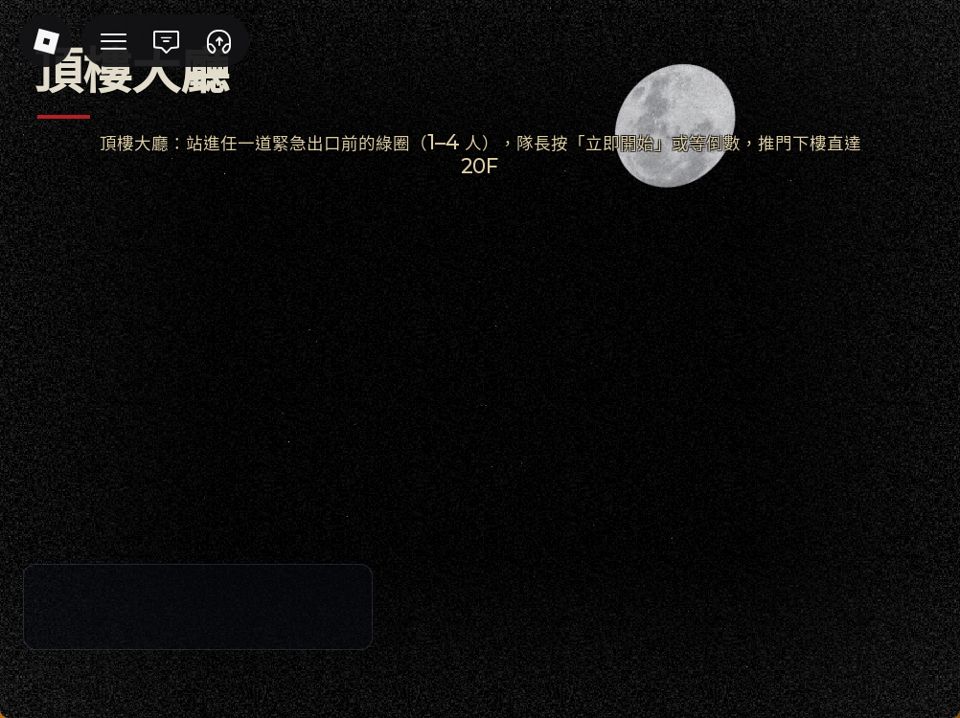 頂樓大廳
頂樓大廳：站進任一道緊急出口前的綠圈（1–4 人），隊長按「立即開始」或等倒數，推門下樓直達
20F